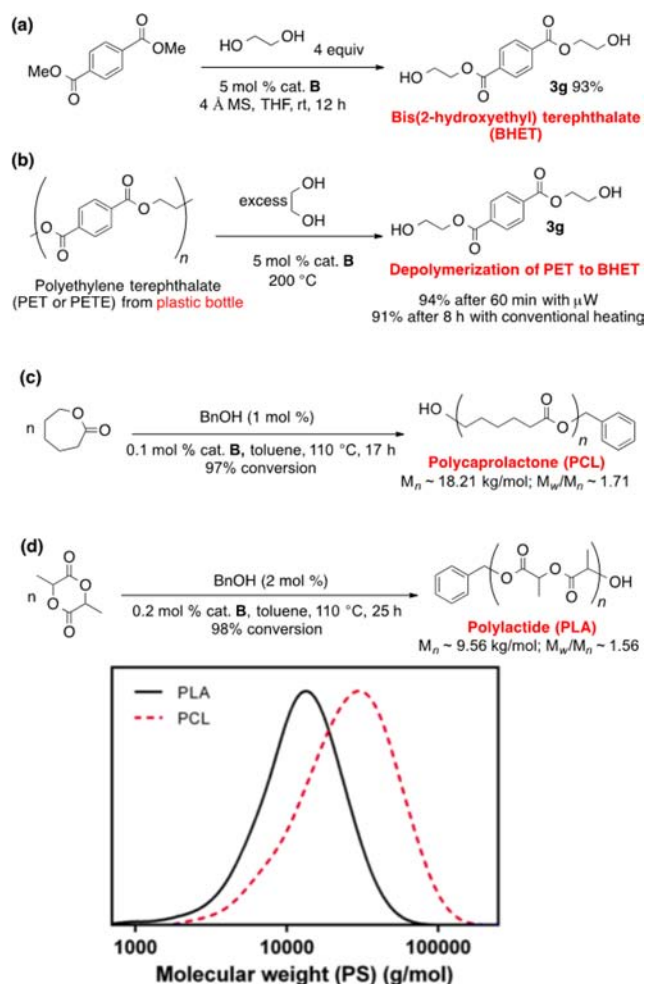 (a)
MeO
O
O
OMe
HO
OH
4 equiv
5 mol % cat. B
4 Å MS, THF, rt, 12 h
HO
O
O
O
O
OH
3g 93%
Bis(2-hydroxyethyl) terephthalate
(BHET)
(b)
O
O
O
O
n
Polyethylene terephthalate
(PET or PETE) from plastic bottle
excess
OH
OH
5 mol % cat. B
200 °C
HO
O
O
O
O
OH
3g
Depolymerization of PET to BHET
94% after 60 min with μW
91% after 8 h with conventional heating
(c)
n
O
O
BnOH (1 mol %)
0.1 mol % cat. B, toluene, 110 °C, 17 h
97% conversion
HO
O
O
n
Polycaprolactone (PCL)
Mn ~ 18.21 kg/mol; Mw/Mn ~ 1.71
(d)
n
O
O
O
O
BnOH (2 mol %)
0.2 mol % cat. B, toluene, 110 °C, 25 h
98% conversion
O
O
O
O
OH
n
Polylactide (PLA)
Mn ~ 9.56 kg/mol; Mw/Mn ~ 1.56
PLA
PCL
1000
10000
100000
Molecular weight (PS) (g/mol)